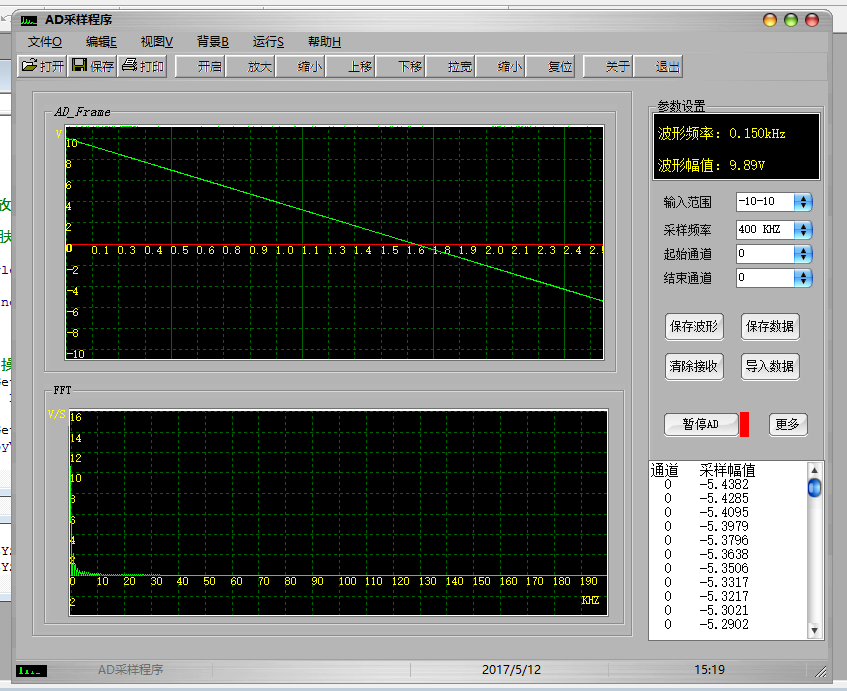 AD采样程序
文件O 编辑E 视图V 背景B 运行S 帮助H
打开 保存 打印 开启 放大 缩小 上移 下移 拉宽 缩小 复位 关于 退出
AD_Frame
V
10
8
6
4
2
0 0.1 0.3 0.4 0.5 0.6 0.8 0.9 1.0 1.1 1.3 1.4 1.5 1.6 1.8 1.9 2.0 2.1 2.3 2.4
-2
-4
-6
-8
-10
FFT
V/S 16
14
12
10
8
6
4
2
0 10 20 30 40 50 60 70 80 90 100 110 120 130 140 150 160 170 180 190
2
KHZ
参数设置
波形频率: 0.150kHz
波形幅值: 9.89V
输入范围 -10-10
采样频率 400 KHZ
起始通道 0
结束通道 0
保存波形 保存数据
清除接收 导入数据
暂停AD 更多
通道 采样幅值
0 -5.4382
0 -5.4285
0 -5.4095
0 -5.3979
0 -5.3796
0 -5.3638
0 -5.3506
0 -5.3317
0 -5.3217
0 -5.3021
0 -5.2902
AD采样程序 2017/5/12 15:19